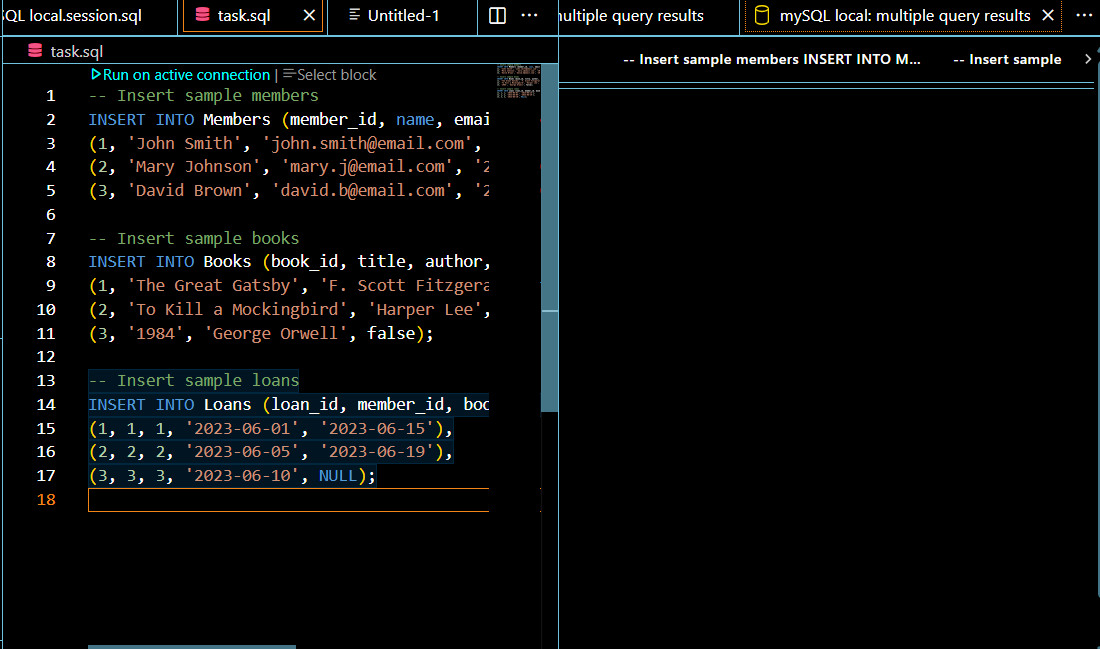 QL local.session.sql
task.sql
Untitled-1
multiple query results
mySQL local: multiple query results
task.sql
Run on active connection | Select block
1 -- Insert sample members
2 INSERT INTO Members (member_id, name, emai
3 (1, 'John Smith', 'john.smith@email.com',
4 (2, 'Mary Johnson', 'mary.j@email.com', '2
5 (3, 'David Brown', 'david.b@email.com', '2
6
7 -- Insert sample books
8 INSERT INTO Books (book_id, title, author,
9 (1, 'The Great Gatsby', 'F. Scott Fitzgera
10 (2, 'To Kill a Mockingbird', 'Harper Lee',
11 (3, '1984', 'George Orwell', false);
12
13 -- Insert sample loans
14 INSERT INTO Loans (loan_id, member_id, boo
15 (1, 1, 1, '2023-06-01', '2023-06-15'),
16 (2, 2, 2, '2023-06-05', '2023-06-19'),
17 (3, 3, 3, '2023-06-10', NULL);
18
-- Insert sample members INSERT INTO M...
-- Insert sample